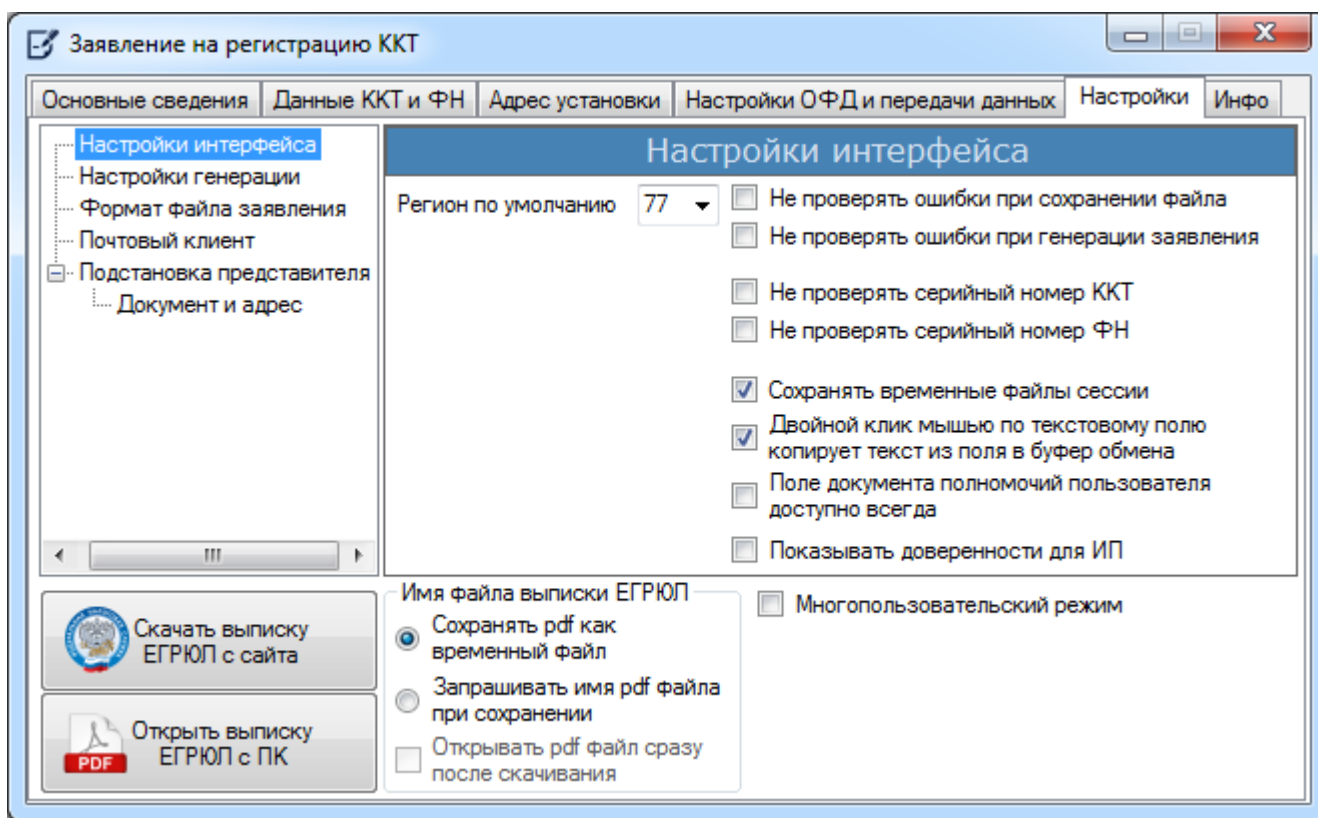 Заявление на регистрацию ККТ
Основные сведения
Данные ККТ и ФН
Адрес установки
Настройки ОФД и передачи данных
Настройки
Инфо
Настройки интерфейса
Настройки генерации
Формат файла заявления
Почтовый клиент
Подстановка представителя
Документ и адрес
Настройки интерфейса
Регион по умолчанию
77
Не проверять ошибки при сохранении файла
Не проверять ошибки при генерации заявления
Не проверять серийный номер ККТ
Не проверять серийный номер ФН
Сохранять временные файлы сессии
Двойной клик мышью по текстовому полю
копирует текст из поля в буфер обмена
Поле документа полномочий пользователя
доступно всегда
Показывать доверенности для ИП
Скачать выписку
ЕГРЮЛ с сайта
PDF
Открыть выписку
ЕГРЮЛ с ПК
Имя файла выписки ЕГРЮЛ
Сохранять pdf как
временный файл
Запрашивать имя pdf файла
при сохранении
Открывать pdf файл сразу
после скачивания
Многопользовательский режим